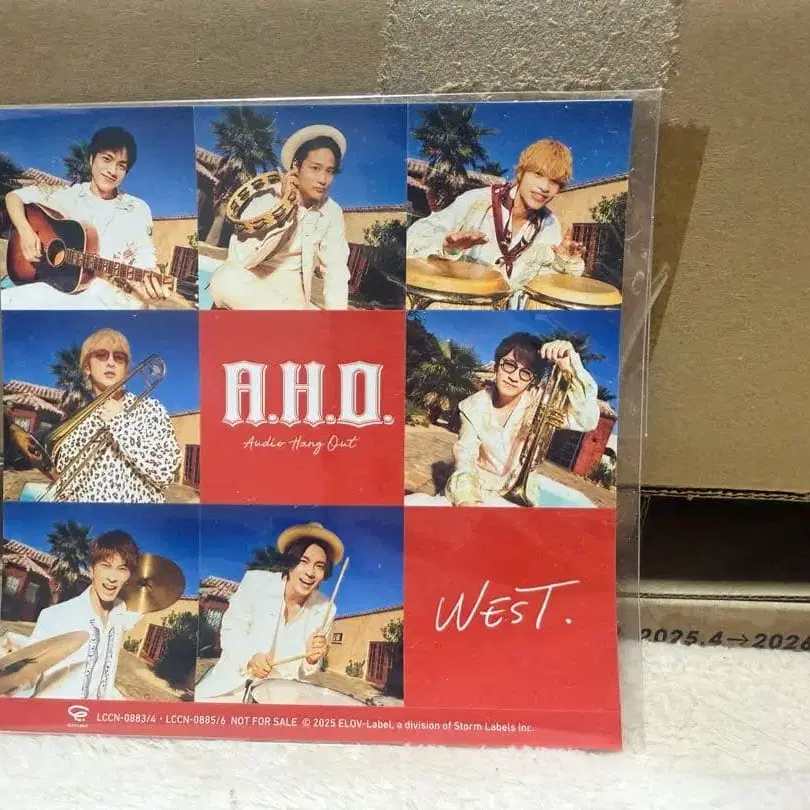 A.H.O.
Audio Hang Out
WEST.
LCCN-0883/4・LCCN-0885/6 NOT FOR SALE © 2025 ELOV-Label, a division of Storm Labels Inc.
2025.4→2026